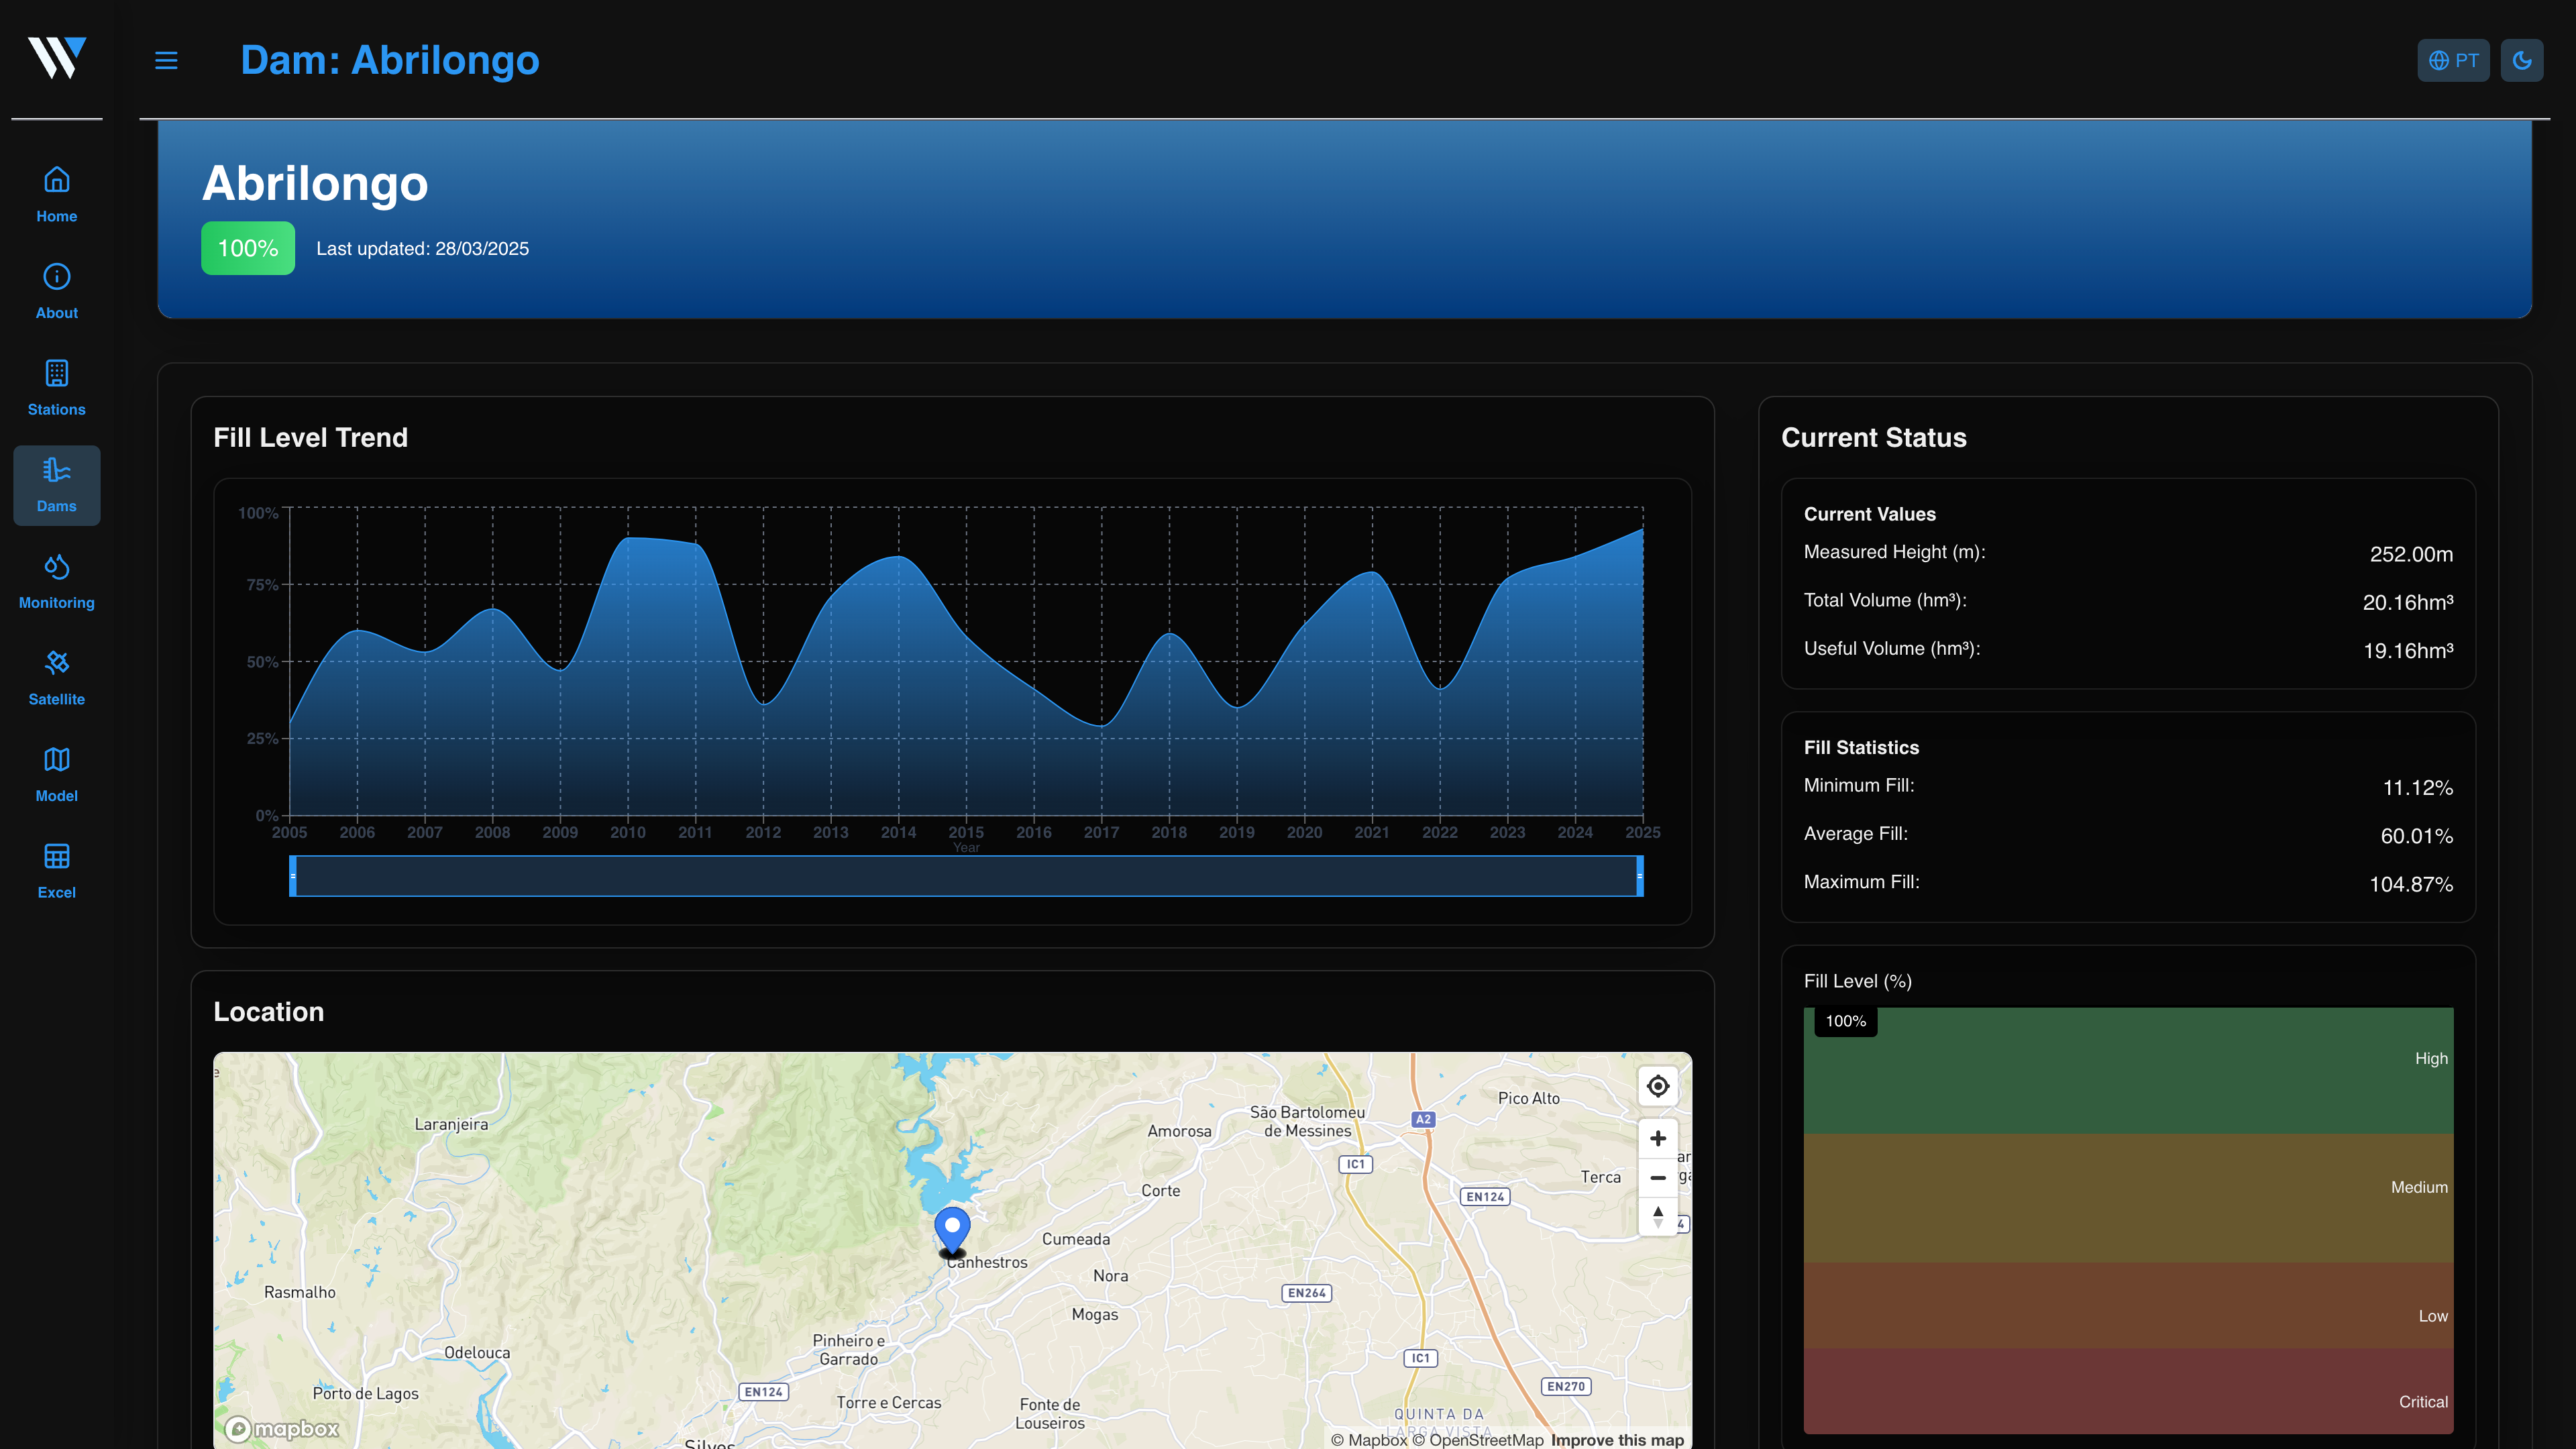 Dam: Abrilongo
PT
Home
About
Stations
Dams
Monitoring
Satellite
Model
Excel
Abrilongo
100%
Last updated: 28/03/2025
Fill Level Trend
100%
75%
50%
25%
0%
2005 2006 2007 2008 2009 2010 2011 2012 2013 2014 2015 2016 2017 2018 2019 2020 2021 2022 2023 2024 2025
Year
Current Status
Current Values
Measured Height (m): 252.00m
Total Volume (hm³): 20.16hm³
Useful Volume (hm³): 19.16hm³
Fill Statistics
Minimum Fill: 11.12%
Average Fill: 60.01%
Maximum Fill: 104.87%
Fill Level (%)
100%
High
Medium
Low
Critical
Location
Laranjeira
Rasmalho
Odelouca
Porto de Lagos
Amorosa
São Bartolomeu
de Messines
Pico Alto
A2
IC1
Corte
Terca
EN124
Cumeada
Canhestros
Nora
EN264
Mogas
Pinheiro e
Garrado
IC1
EN124
Torre e Cercas
Fonte de
Louseiros
EN270
QUINTA DA
LARGA VISTA
Silves
mapbox
© Mapbox © OpenStreetMap Improve this map